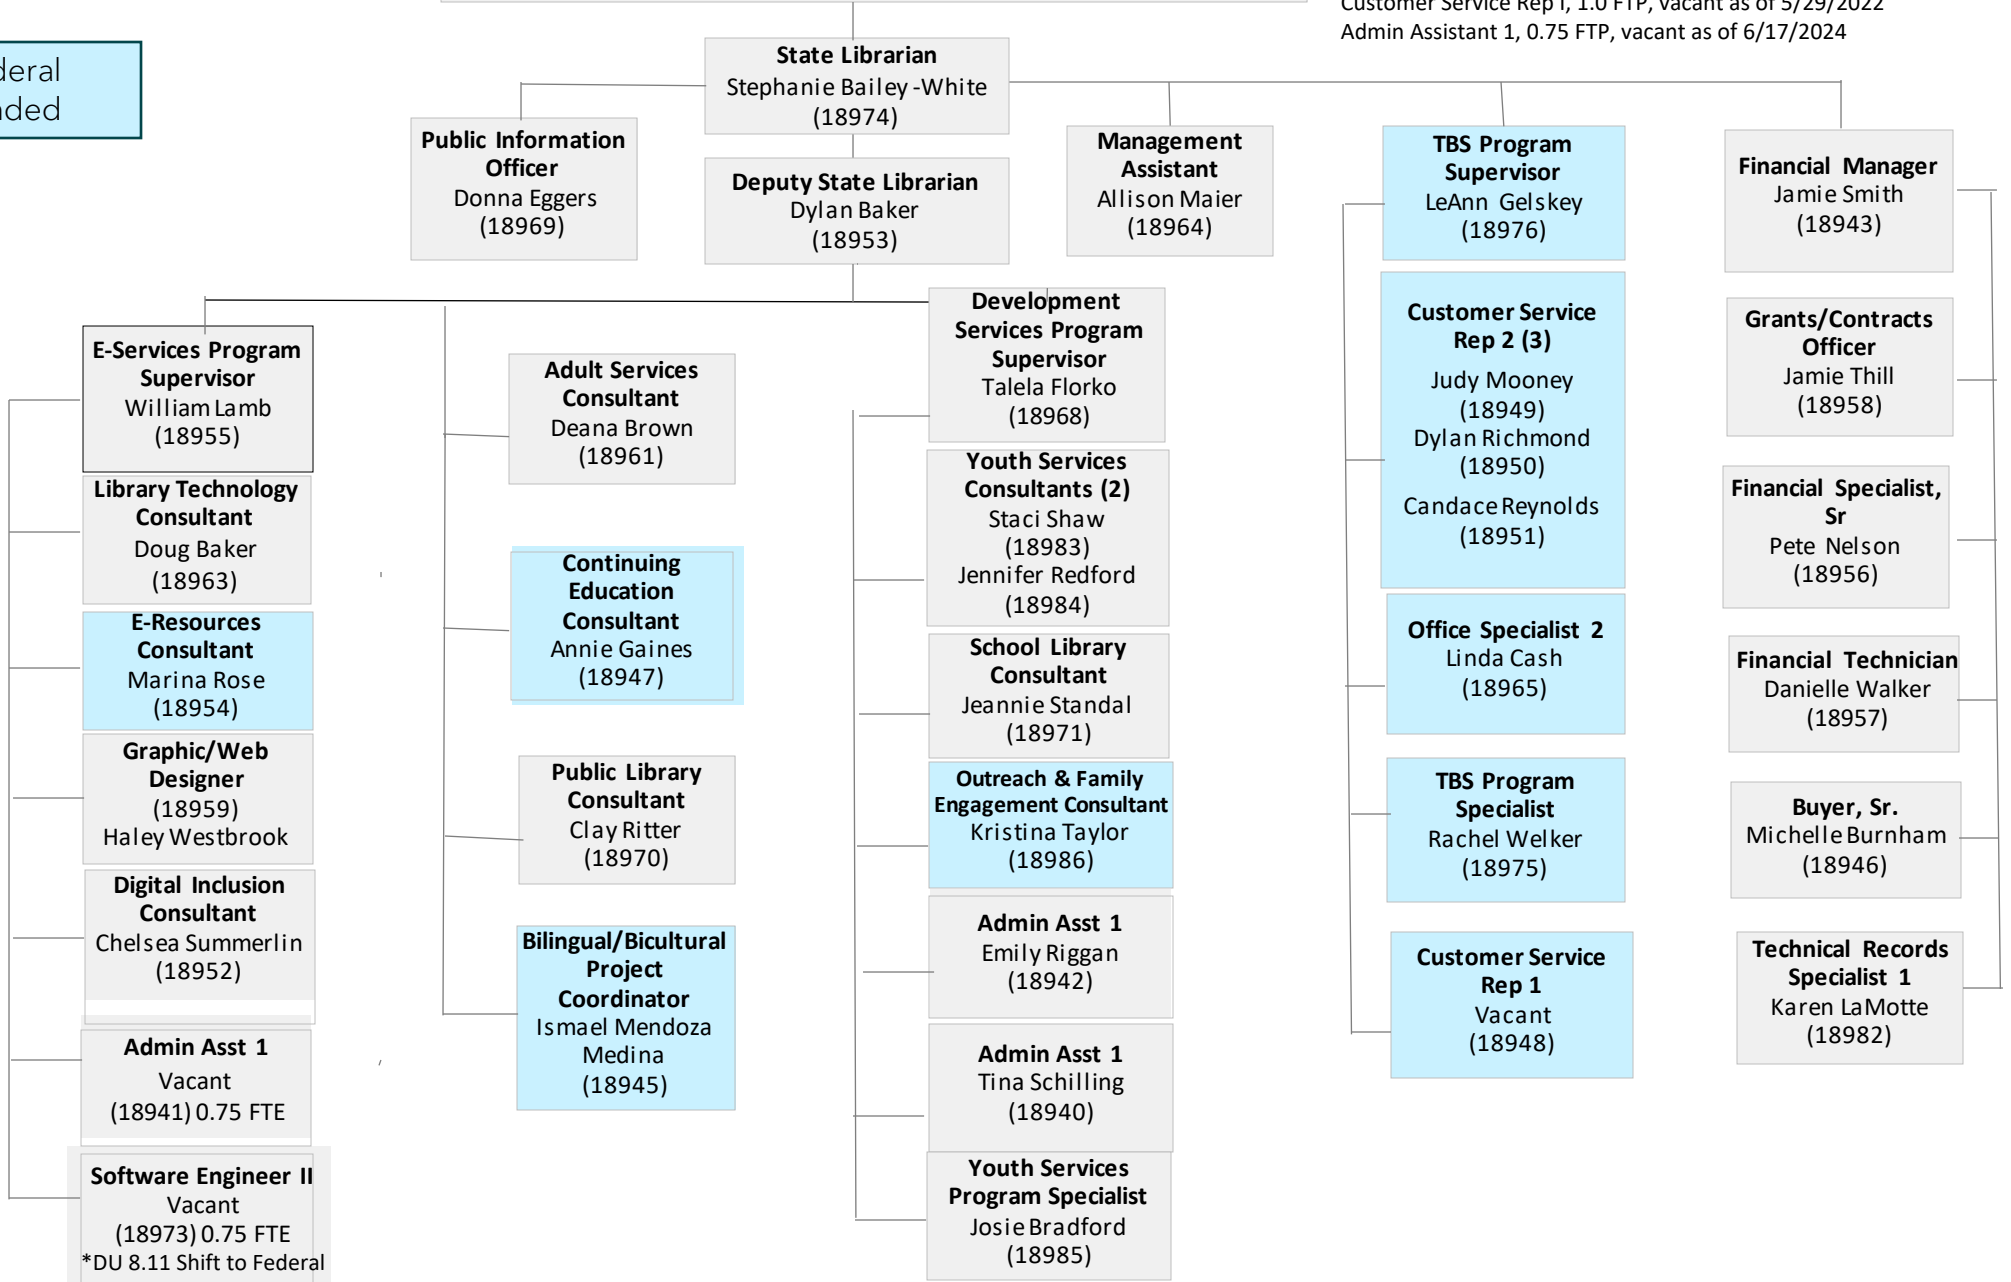 Customer Service Rep I, 1.0 FTP, vacant as of 5/29/2022
Admin Assistant 1, 0.75 FTP, vacant as of 6/17/2024
deral
nded
State Librarian
Stephanie Bailey-White
(18974)
Public Information
Officer
Donna Eggers
(18969)
Deputy State Librarian
Dylan Baker
(18953)
Management
Assistant
Allison Maier
(18964)
TBS Program
Supervisor
LeAnn Gelskey
(18976)
Financial Manager
Jamie Smith
(18943)
E-Services Program
Supervisor
William Lamb
(18955)
Library Technology
Consultant
Doug Baker
(18963)
E-Resources
Consultant
Marina Rose
(18954)
Graphic/Web
Designer
(18959)
Haley Westbrook
Digital Inclusion
Consultant
Chelsea Summerlin
(18952)
Admin Asst 1
Vacant
(18941) 0.75 FTE
Software Engineer II
Vacant
(18973) 0.75 FTE
*DU 8.11 Shift to Federal
Adult Services
Consultant
Deana Brown
(18961)
Continuing
Education
Consultant
Annie Gaines
(18947)
Public Library
Consultant
Clay Ritter
(18970)
Bilingual/Bicultural
Project
Coordinator
Ismael Mendoza
Medina
(18945)
Development
Services Program
Supervisor
Talela Florko
(18968)
Youth Services
Consultants (2)
Staci Shaw
(18983)
Jennifer Redford
(18984)
School Library
Consultant
Jeannie Standal
(18971)
Outreach & Family
Engagement Consultant
Kristina Taylor
(18986)
Admin Asst 1
Emily Riggan
(18942)
Admin Asst 1
Tina Schilling
(18940)
Youth Services
Program Specialist
Josie Bradford
(18985)
Customer Service
Rep 2 (3)
Judy Mooney
(18949)
Dylan Richmond
(18950)
Candace Reynolds
(18951)
Office Specialist 2
Linda Cash
(18965)
TBS Program
Specialist
Rachel Welker
(18975)
Customer Service
Rep 1
Vacant
(18948)
Grants/Contracts
Officer
Jamie Thill
(18958)
Financial Specialist,
Sr
Pete Nelson
(18956)
Financial Technician
Danielle Walker
(18957)
Buyer, Sr.
Michelle Burnham
(18946)
Technical Records
Specialist 1
Karen LaMotte
(18982)